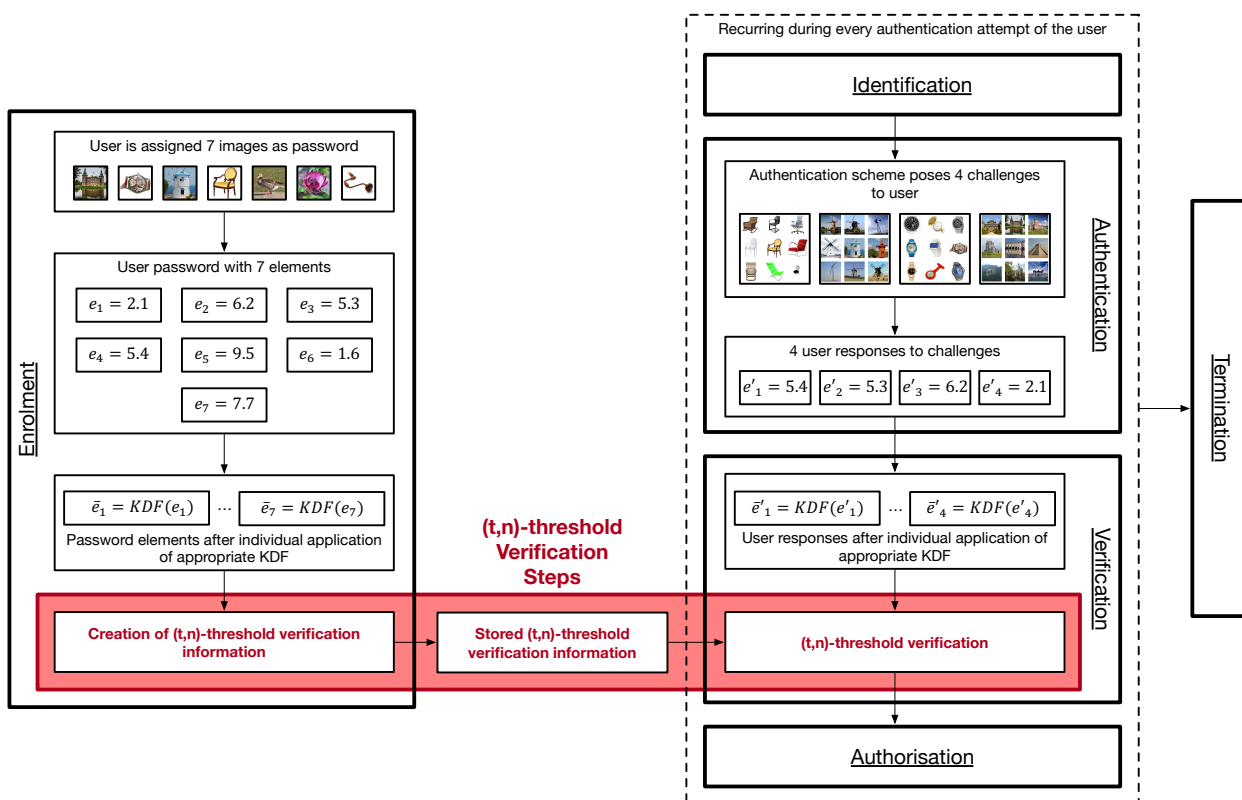 Recurring during every authentication attempt of the user
Identification
Enrolment
User is assigned 7 images as password
User password with 7 elements
e₁ = 2.1
e₂ = 6.2
e₃ = 5.3
e₄ = 5.4
e₅ = 9.5
e₆ = 1.6
e₇ = 7.7
ē₁ = KDF(e₁)
...
ē₇ = KDF(e₇)
Password elements after individual application
of appropriate KDF
Creation of (t,n)-threshold verification
information
(t,n)-threshold
Verification
Steps
Stored (t,n)-threshold
verification information
Authentication
Authentication scheme poses 4 challenges
to user
4 user responses to challenges
e'₁ = 5.4
e'₂ = 5.3
e'₃ = 6.2
e'₄ = 2.1
Verification
ē'₁ = KDF(e'₁)
...
ē'₄ = KDF(e'₄)
User responses after individual application of
appropriate KDF
(t,n)-threshold verification
Authorisation
Termination